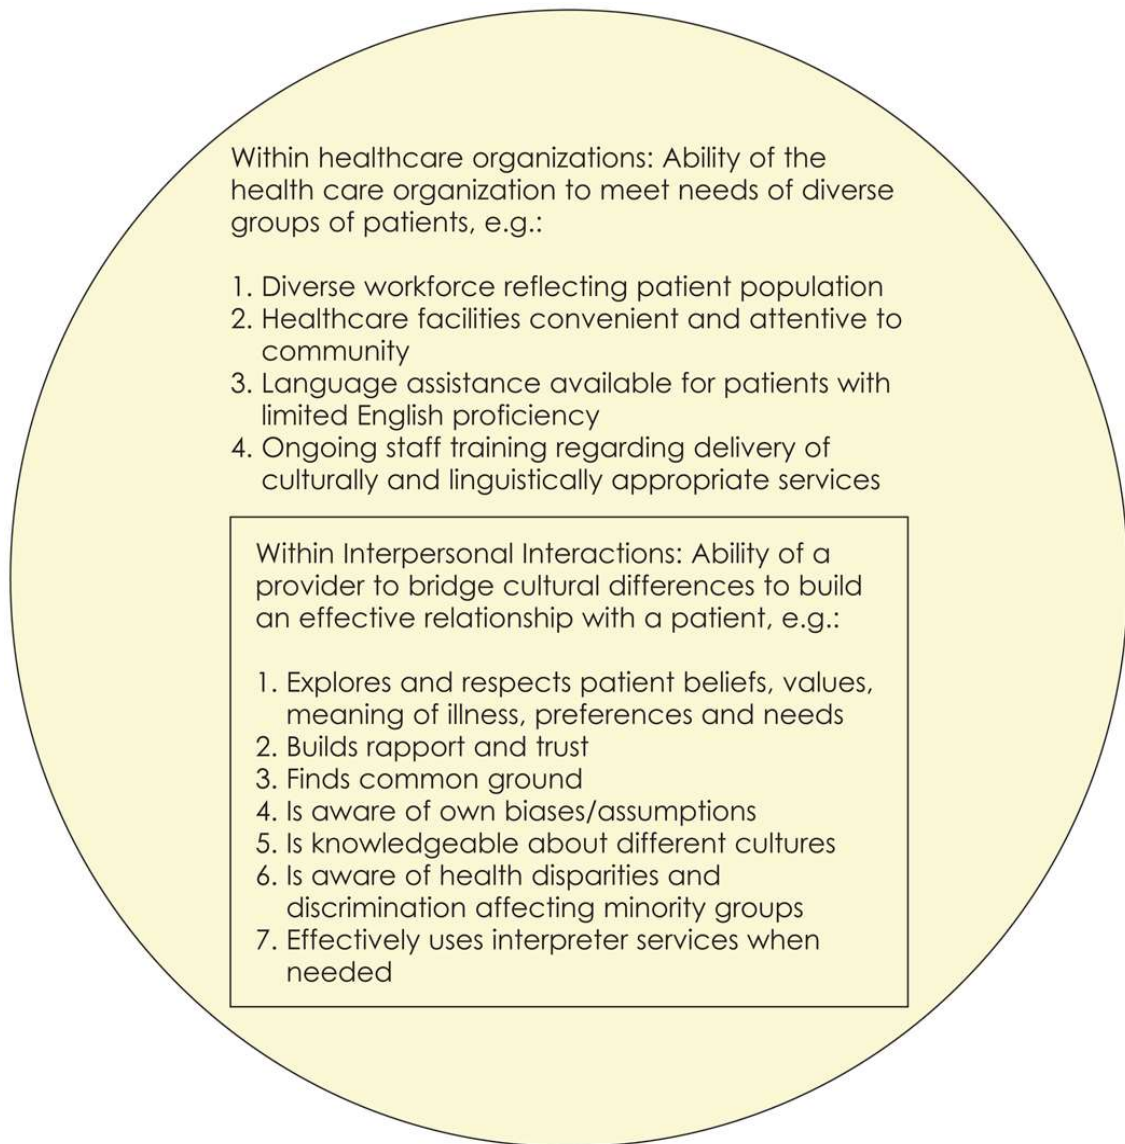 Within healthcare organizations: Ability of the
health care organization to meet needs of diverse
groups of patients, e.g.:
1. Diverse workforce reflecting patient population
2. Healthcare facilities convenient and attentive to
community
3. Language assistance available for patients with
limited English proficiency
4. Ongoing staff training regarding delivery of
culturally and linguistically appropriate services
Within Interpersonal Interactions: Ability of a
provider to bridge cultural differences to build
an effective relationship with a patient, e.g.:
1. Explores and respects patient beliefs, values,
meaning of illness, preferences and needs
2. Builds rapport and trust
3. Finds common ground
4. Is aware of own biases/assumptions
5. Is knowledgeable about different cultures
6. Is aware of health disparities and
discrimination affecting minority groups
7. Effectively uses interpreter services when
needed